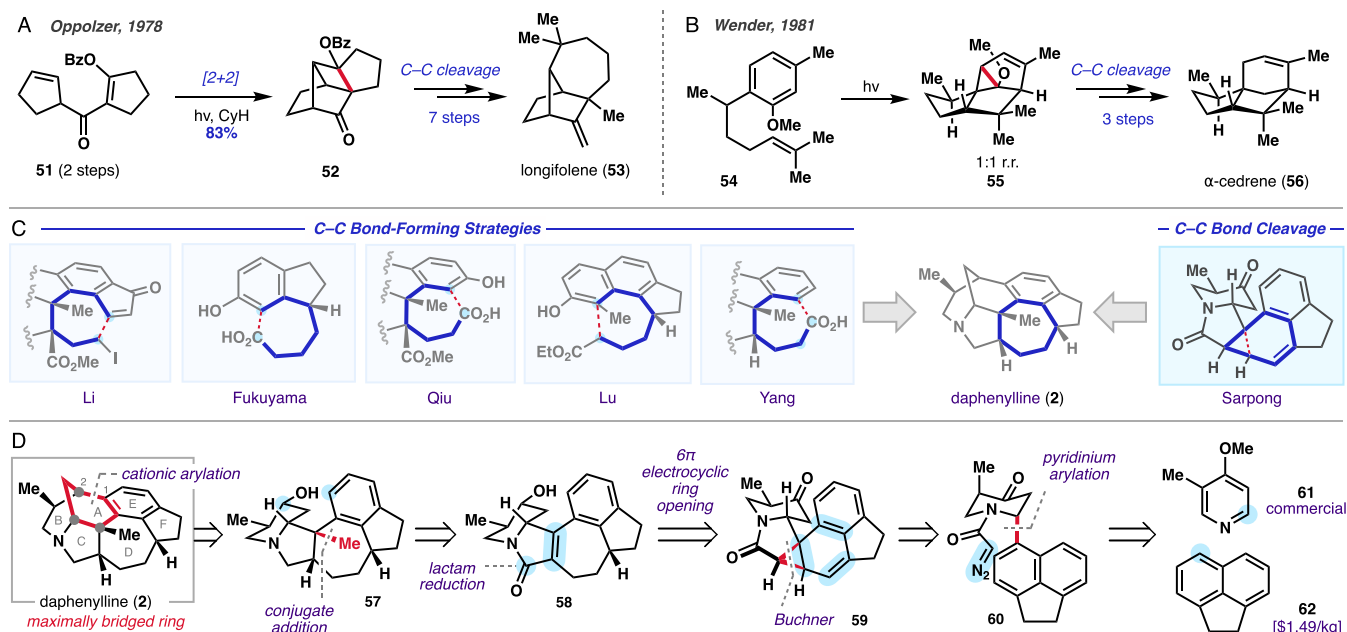 A Oppolzer, 1978
BzO
O
[2+2]
hν, CyH
83%
51 (2 steps)
OBz
O
52
C–C cleavage
7 steps
Me
Me
Me
longifolene (53)
B Wender, 1981
Me
Me
OMe
Me
Me
54
hν
Me
O
Me
Me
H
Me
H
Me
1:1 r.r.
55
C–C cleavage
3 steps
Me
Me
H
Me
H
Me
α-cedrene (56)
C
C–C Bond-Forming Strategies
C–C Bond Cleavage
O
Me
I
CO₂Me
Li
HO
H
HO₂C
Fukuyama
OH
Me
CO₂H
CO₂Me
Qiu
HO
Me
H
EtO₂C
Lu
Me
CO₂H
H
Yang
Me
N
Me
H
H
daphenylline (2)
Me
H
O
N
O
H
H
Sarpong
D
cationic arylation
Me
2
1
A
B
C
D
E
F
N
Me
H
H
daphenylline (2)
maximally bridged ring
OH
H
Me
N
Me
H
H
conjugate
addition
57
OH
H
Me
N
O
H
lactam
reduction
58
6π
electrocyclic
ring
opening
Me
H
O
N
O
H
H
Buchner
59
Me
O
N
O
N₂
pyridinium
arylation
60
OMe
Me
N
61
commercial
62
[$1.49/kg]